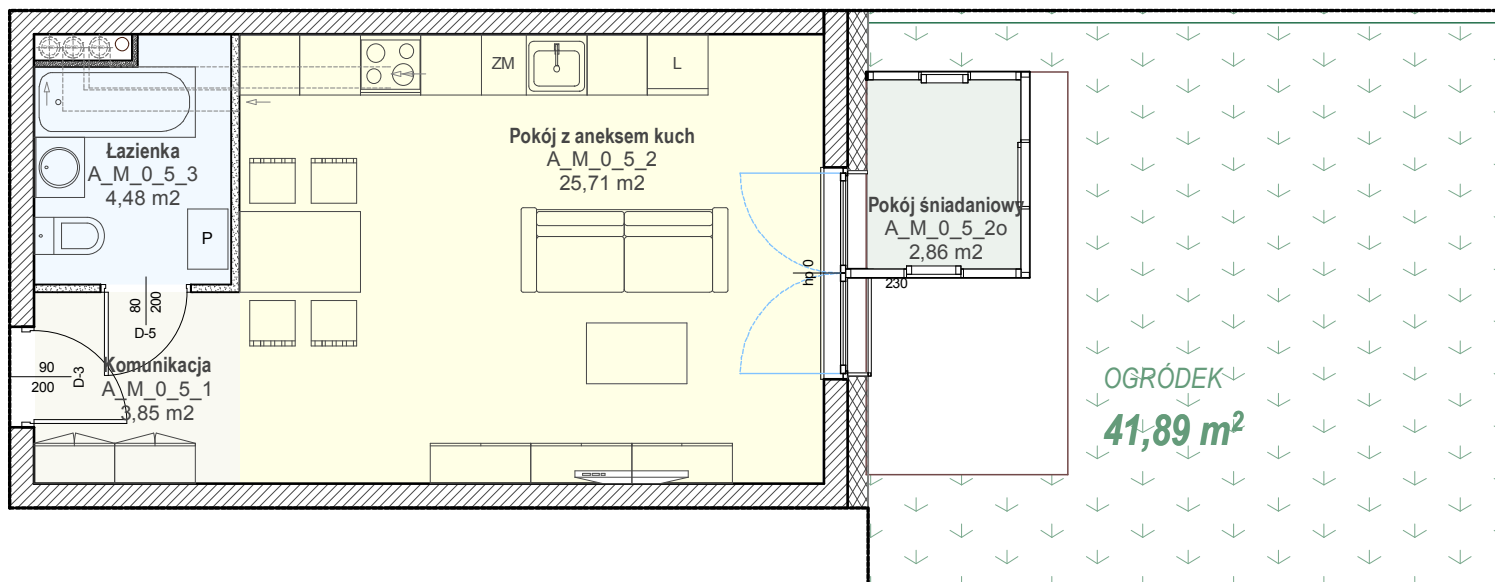 ZM
L
Pokój z aneksem kuch
A_M_0_5_2
25,71 m2
Łazienka
A_M_0_5_3
4,48 m2
P
Pokój śniadaniowy
A_M_0_5_2o
2,86 m2
hp 0
230
80
200
D-5
90
200
D-3
Komunikacja
A_M_0_5_1
3,85 m2
OGRÓDEK
41,89 m²